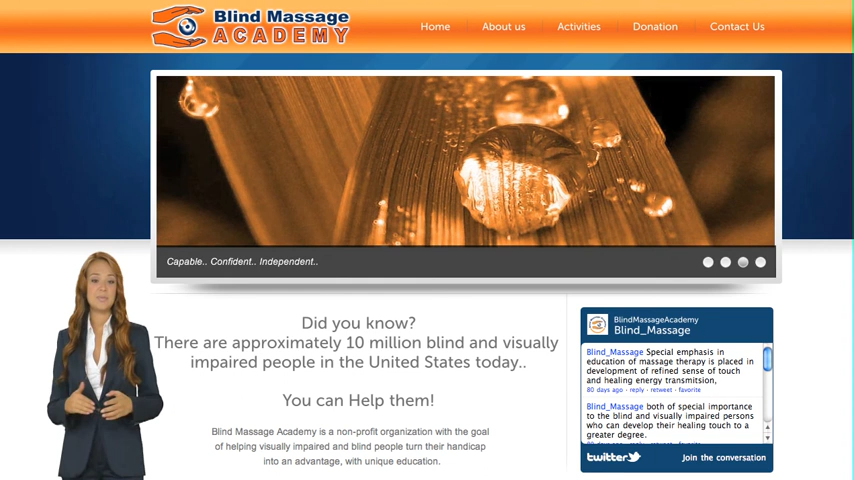 Blind Massage
ACADEMY
Home About us Activities Donation Contact Us
Capable.. Confident.. Independent..
Did you know?
There are approximately 10 million blind and visually
impaired people in the United States today..
You can Help them!
Blind Massage Academy is a non-profit organization with the goal
of helping visually impaired and blind people turn their handicap
into an advantage, with unique education.
BlindMassageAcademy
Blind_Massage
Blind_Massage Special emphasis in
education of massage therapy is placed in
development of refined sense of touch
and healing energy transmitsion,
80 days ago · reply · retweet · favorite
Blind_Massage both of special importance
to the blind and visually impaired persons
who can develop their healing touch to a
greater degree.
twitter Join the conversation